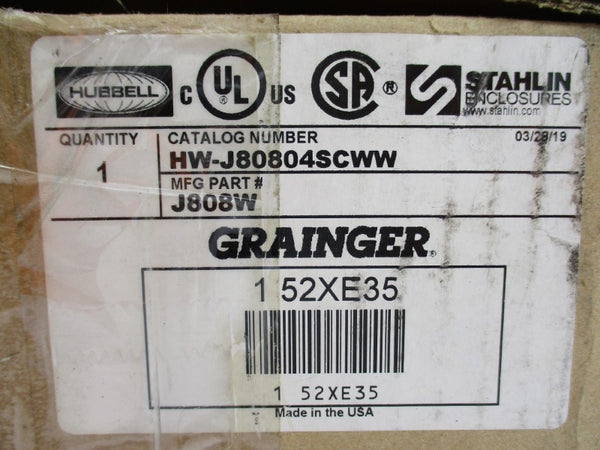 HUBBELL
C UL US
SA ®
STAHLIN
ENCLOSURES
www.stahlin.com
QUANTITY
1
CATALOG NUMBER
03/28/19
HW-J80804SCWW
MFG PART #
J808W
GRAINGER
1 52XE35
1 52XE35
Made in the USA